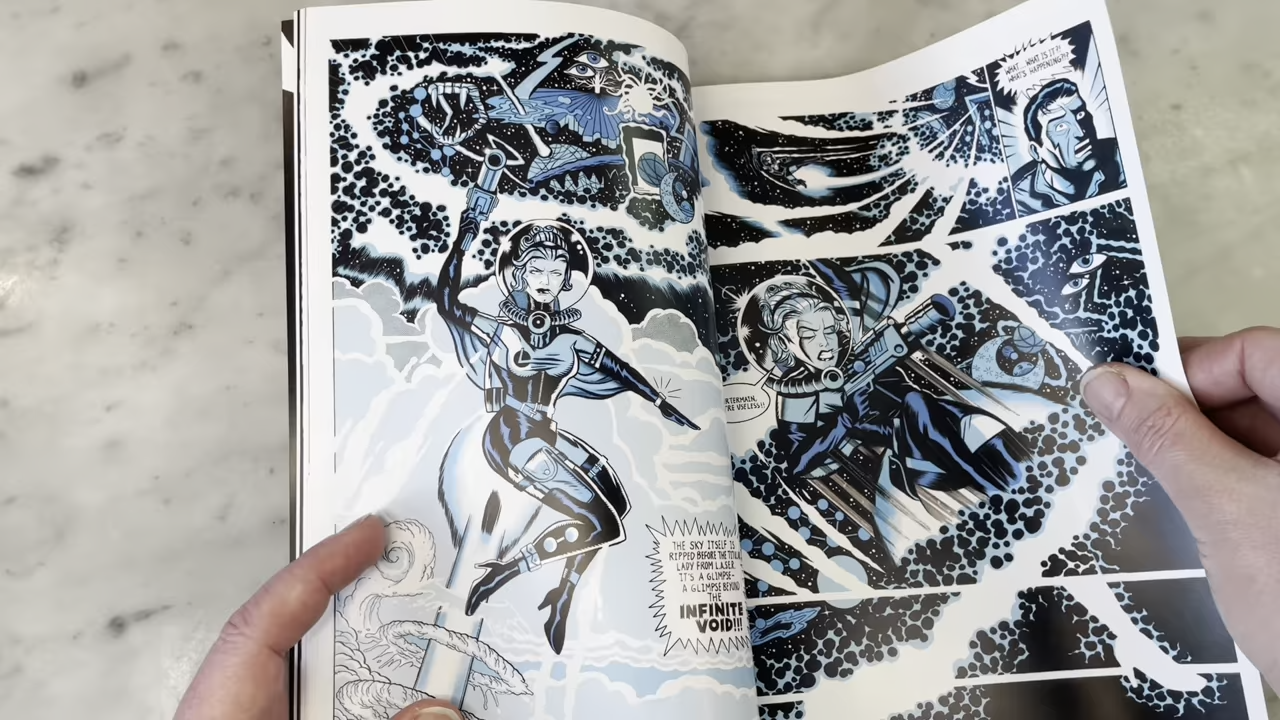 THE SKY ITSELF IS
RIPPED BEFORE THE
LADY FROM LASER.
IT'S A GLIMPSE–
A GLIMPSE BEYOND
THE
INFINITE
VOID!!!
WHAT... WHAT IS IT?!
WHAT'S HAPPENING?!?
USELESS!!